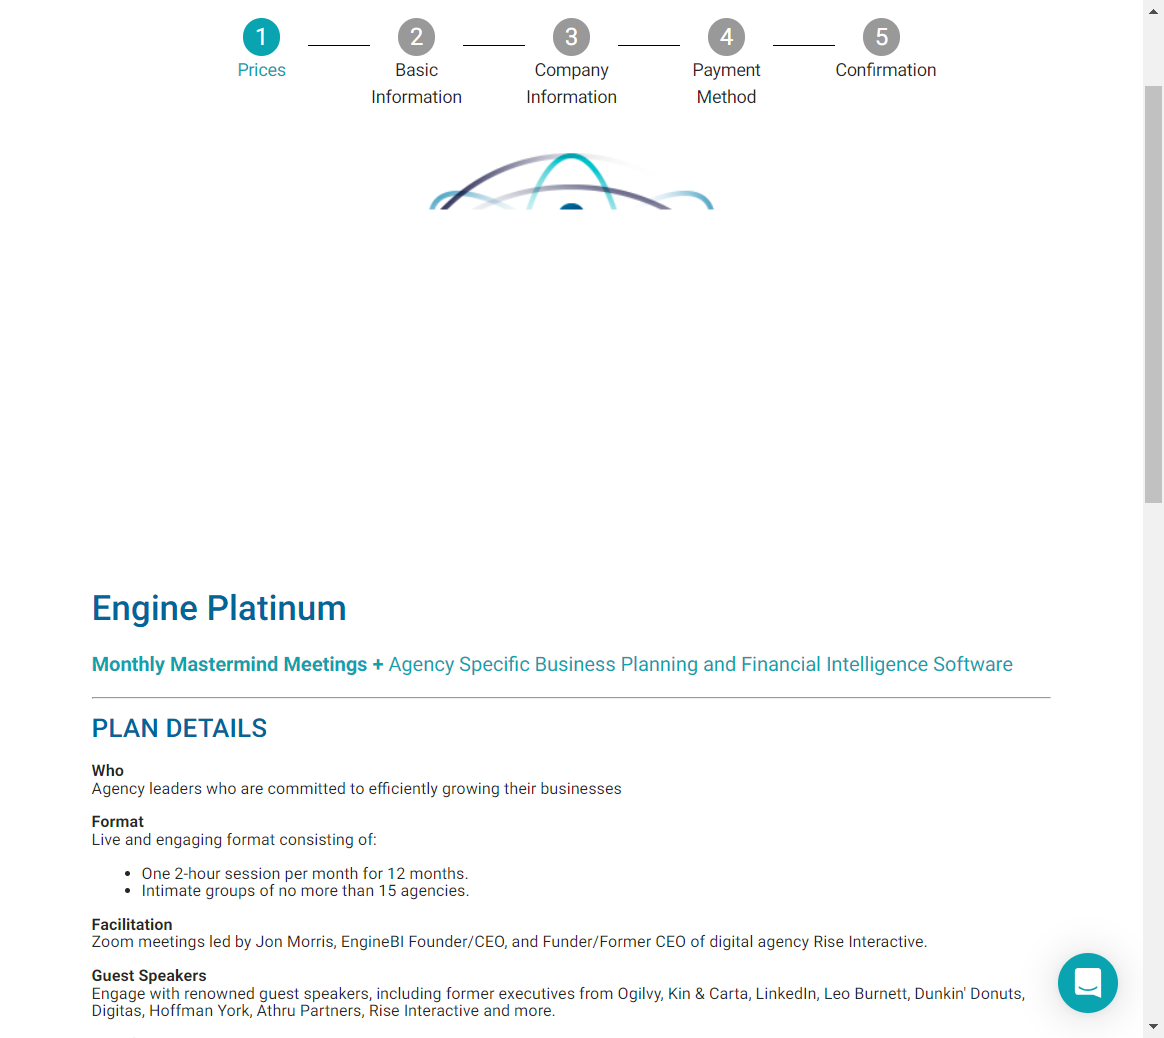 1
2
3
4
5
Prices
Basic
Information
Company
Information
Payment
Method
Confirmation
Engine Platinum
Monthly Mastermind Meetings + Agency Specific Business Planning and Financial Intelligence Software
PLAN DETAILS
Who
Agency leaders who are committed to efficiently growing their businesses
Format
Live and engaging format consisting of:
One 2-hour session per month for 12 months.
Intimate groups of no more than 15 agencies.
Facilitation
Zoom meetings led by Jon Morris, EngineBI Founder/CEO, and Funder/Former CEO of digital agency Rise Interactive.
Guest Speakers
Engage with renowned guest speakers, including former executives from Ogilvy, Kin & Carta, LinkedIn, Leo Burnett, Dunkin' Donuts,
Digitas, Hoffman York, Athru Partners, Rise Interactive and more.